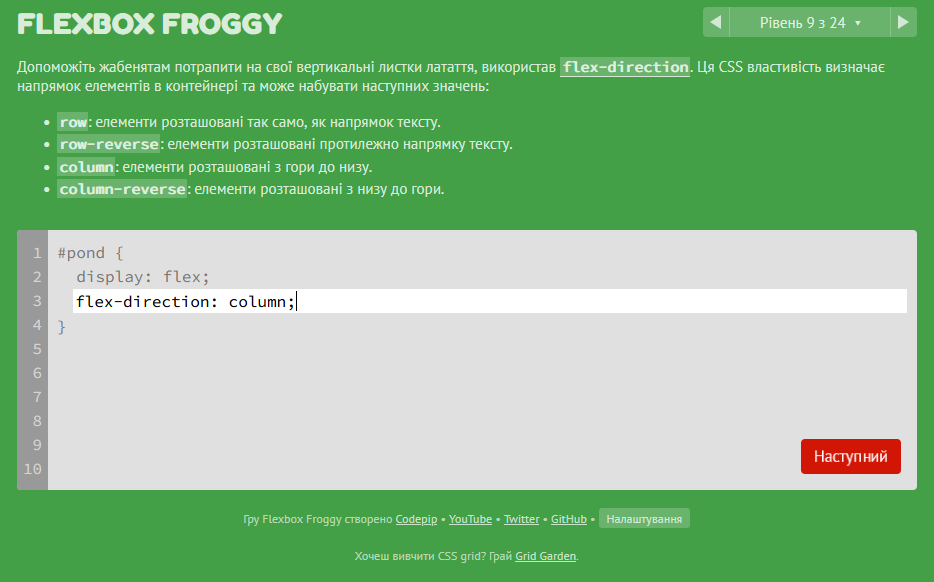 FLEXBOX FROGGY
Рівень 9 з 24
Допоможіть жабенятам потрапити на свої вертикальні листки латаття, використав flex-direction. Ця CSS властивість визначає
напрямок елементів в контейнері та може набувати наступних значень:
row: елементи розташовані так само, як напрямок тексту.
row-reverse: елементи розташовані протилежно напрямку тексту.
column: елементи розташовані з гори до низу.
column-reverse: елементи розташовані з низу до гори.
1 #pond {
2 display: flex;
3 flex-direction: column;
4 }
5
6
7
8
9
10
Наступний
Гру Flexbox Froggy створено Codepip • YouTube • Twitter • GitHub • Налаштування
Хочеш вивчити CSS grid? Грай Grid Garden.